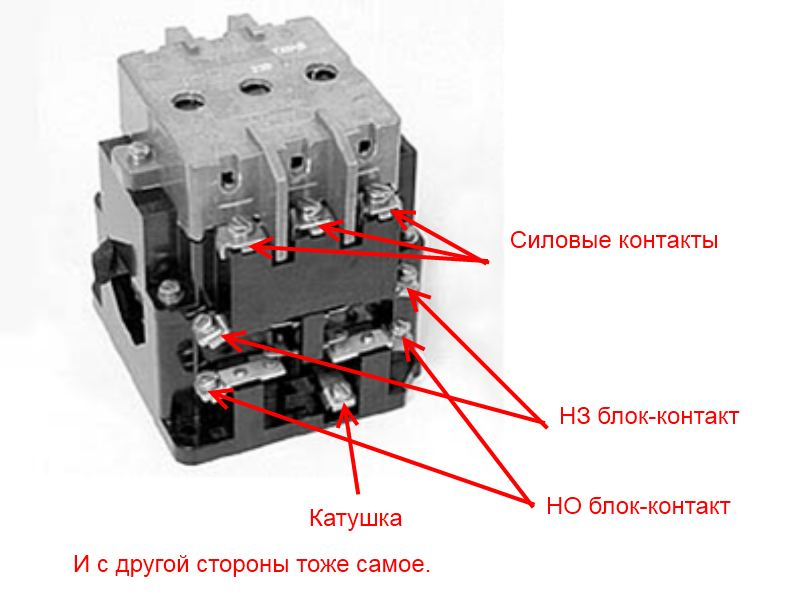 Силовые контакты
НЗ блок-контакт
НО блок-контакт
Катушка
И с другой стороны тоже самое.